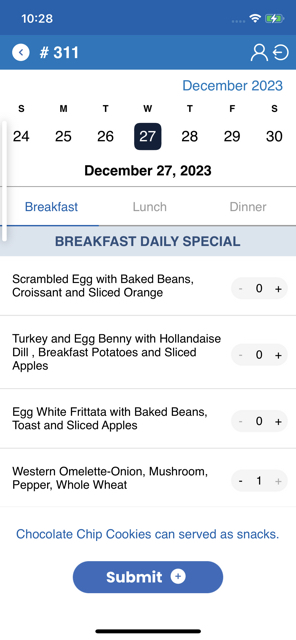 10:28
# 311
December 2023
S M T W T F S
24 25 26 27 28 29 30
December 27, 2023
Breakfast Lunch Dinner
BREAKFAST DAILY SPECIAL
Scrambled Egg with Baked Beans,
Croissant and Sliced Orange
- 0 +
Turkey and Egg Benny with Hollandaise
Dill , Breakfast Potatoes and Sliced
Apples
- 0 +
Egg White Frittata with Baked Beans,
Toast and Sliced Apples
- 0 +
Western Omelette-Onion, Mushroom,
Pepper, Whole Wheat
- 1 +
Chocolate Chip Cookies can served as snacks.
Submit